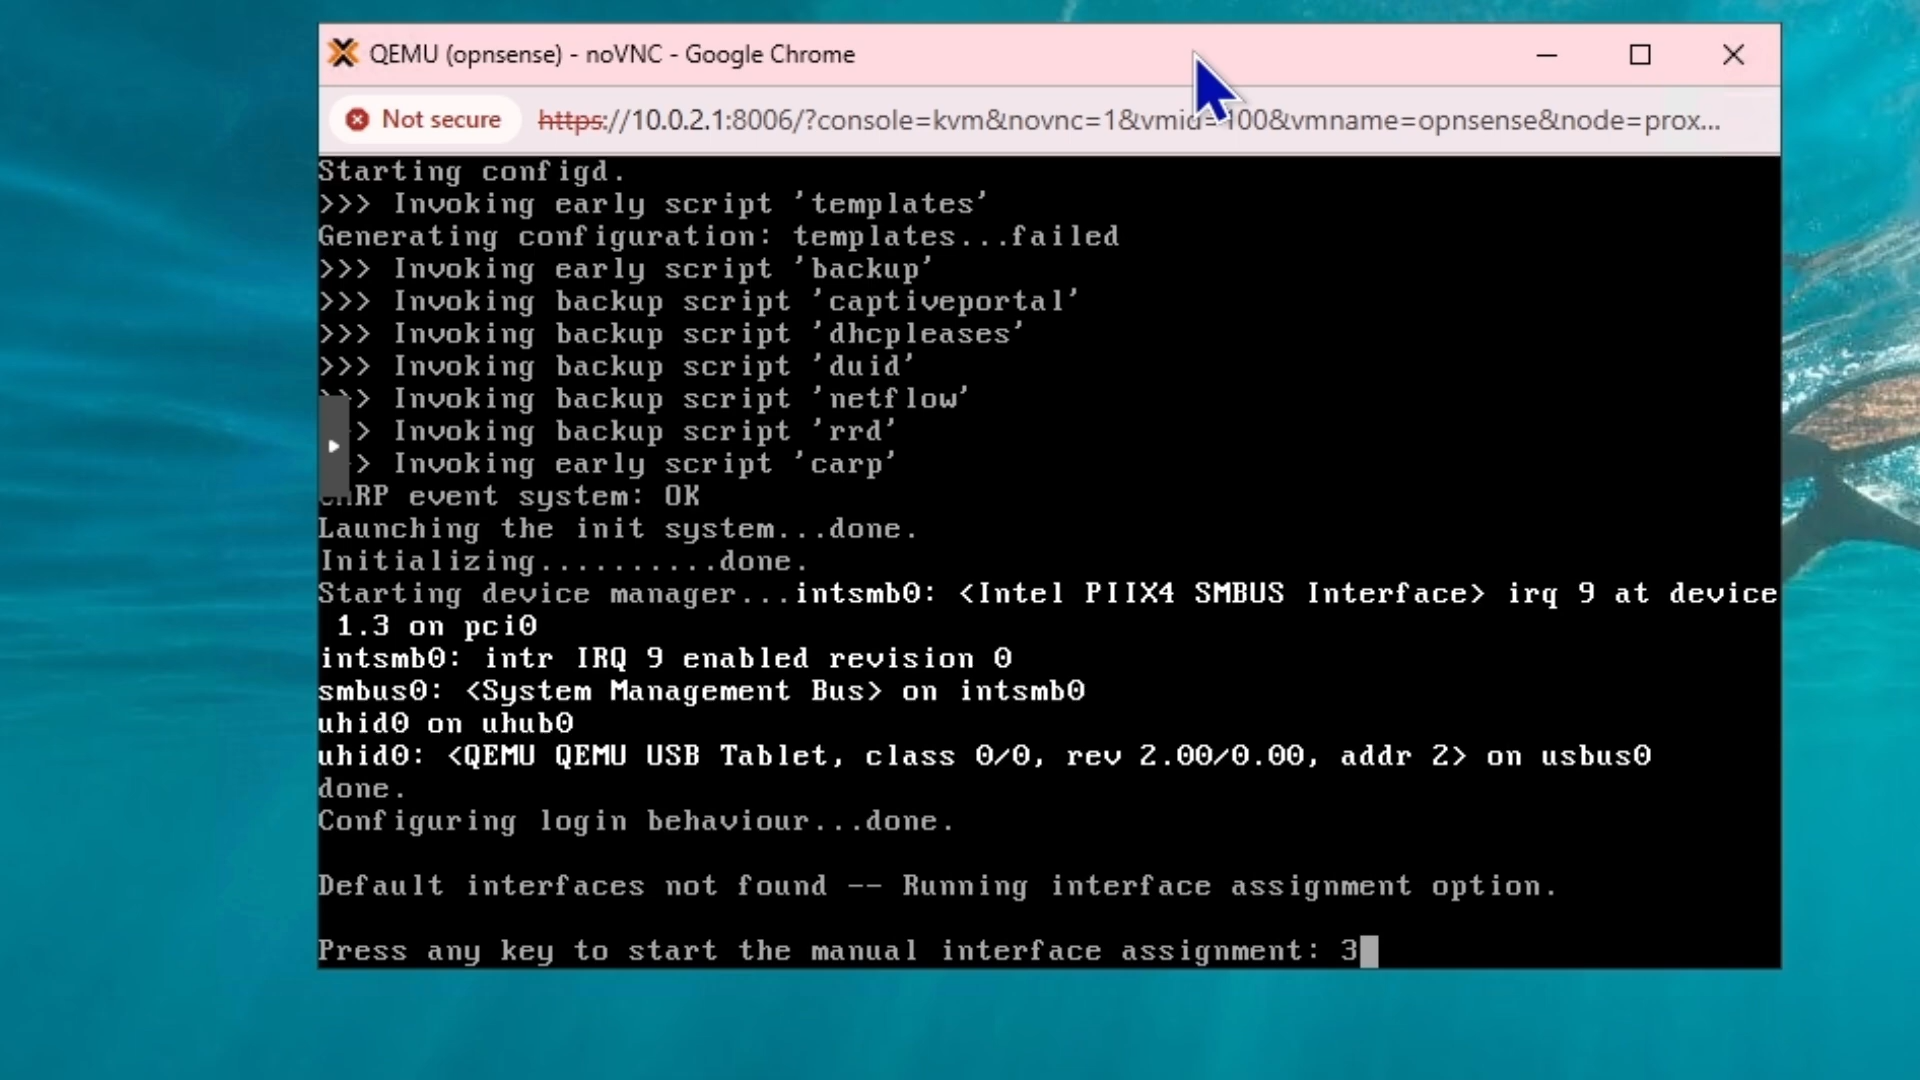 QEMU (opnsense) - noVNC - Google Chrome
Not secure https://10.0.2.1:8006/?console=kvm&novnc=1&vmid=100&vmname=opnsense&node=prox...
Starting configd.
>>> Invoking early script 'templates'
Generating configuration: templates...failed
>>> Invoking early script 'backup'
>>> Invoking backup script 'captiveportal'
>>> Invoking backup script 'dhcpleases'
>>> Invoking backup script 'duid'
>>> Invoking backup script 'netflow'
> Invoking backup script 'rrd'
> Invoking early script 'carp'
CARP event system: OK
Launching the init system...done.
Initializing..........done.
Starting device manager...intsmb0: <Intel PIIX4 SMBUS Interface> irq 9 at device
1.3 on pci0
intsmb0: intr IRQ 9 enabled revision 0
smbus0: <System Management Bus> on intsmb0
uhid0 on uhub0
uhid0: <QEMU QEMU USB Tablet, class 0/0, rev 2.00/0.00, addr 2> on usbus0
done.
Configuring login behaviour...done.
Default interfaces not found -- Running interface assignment option.
Press any key to start the manual interface assignment: 3